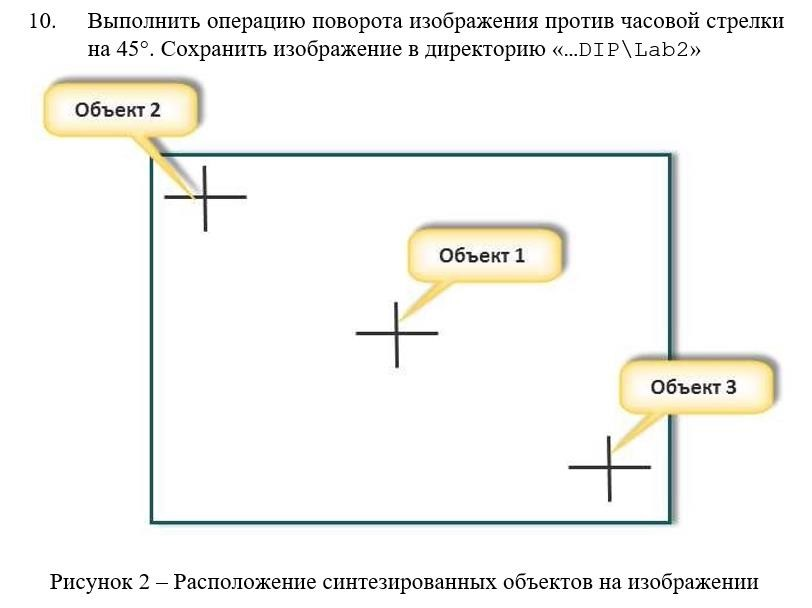 10. Выполнить операцию поворота изображения против часовой стрелки
на 45°. Сохранить изображение в директорию «...DIP\Lab2»
Объект 2
Объект 1
Объект 3
Рисунок 2 – Расположение синтезированных объектов на изображении